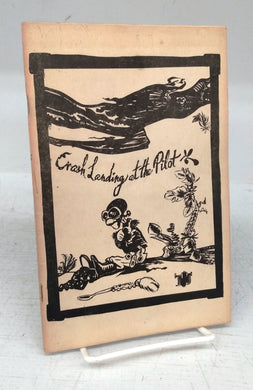 Crash Landing at the Pilot